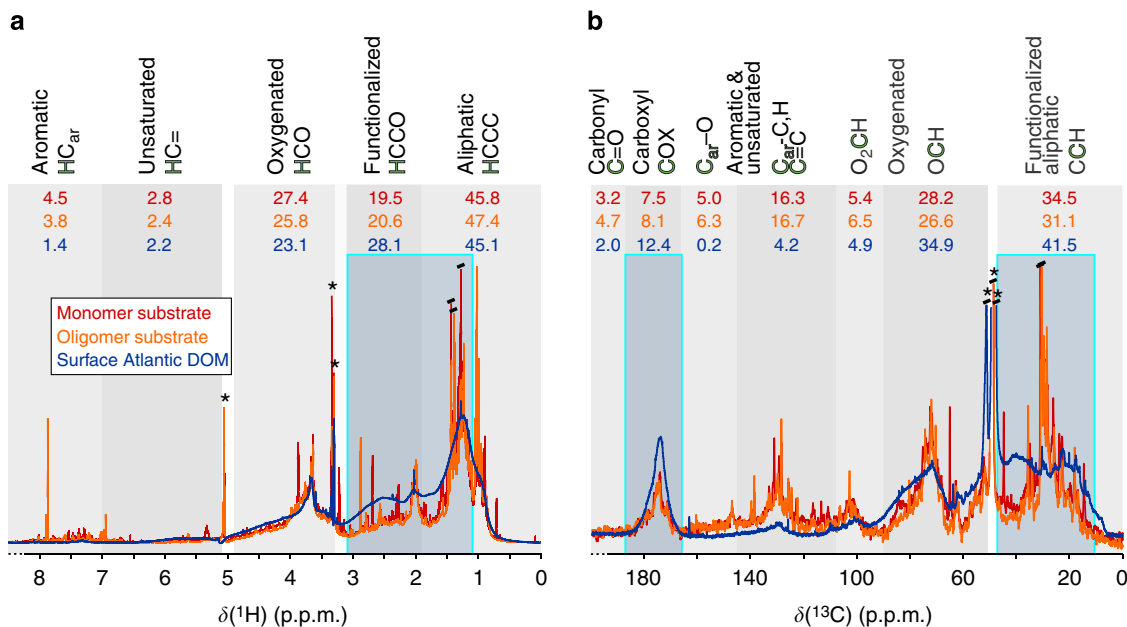 a
Aromatic
HCar
Unsaturated
HC=
Oxygenated
HCO
Functionalized
HCCO
Aliphatic
HCCC
4.5 2.8 27.4 19.5 45.8
3.8 2.4 25.8 20.6 47.4
1.4 2.2 23.1 28.1 45.1
* * *
Monomer substrate
Oligomer substrate
Surface Atlantic DOM
8 7 6 5 4 3 2 1 0
δ(¹H) (p.p.m.)
b
Carbonyl
C=O
Carboxyl
COX
Car–O
Aromatic &
unsaturated
Car-C,H
C=C
O₂CH
Oxygenated
OCH
Functionalized
aliphatic
CCH
3.2 7.5 5.0 16.3 5.4 28.2 34.5
4.7 8.1 6.3 16.7 6.5 26.6 31.1
2.0 12.4 0.2 4.2 4.9 34.9 41.5
* * *
180 140 100 60 20 0
δ(¹³C) (p.p.m.)